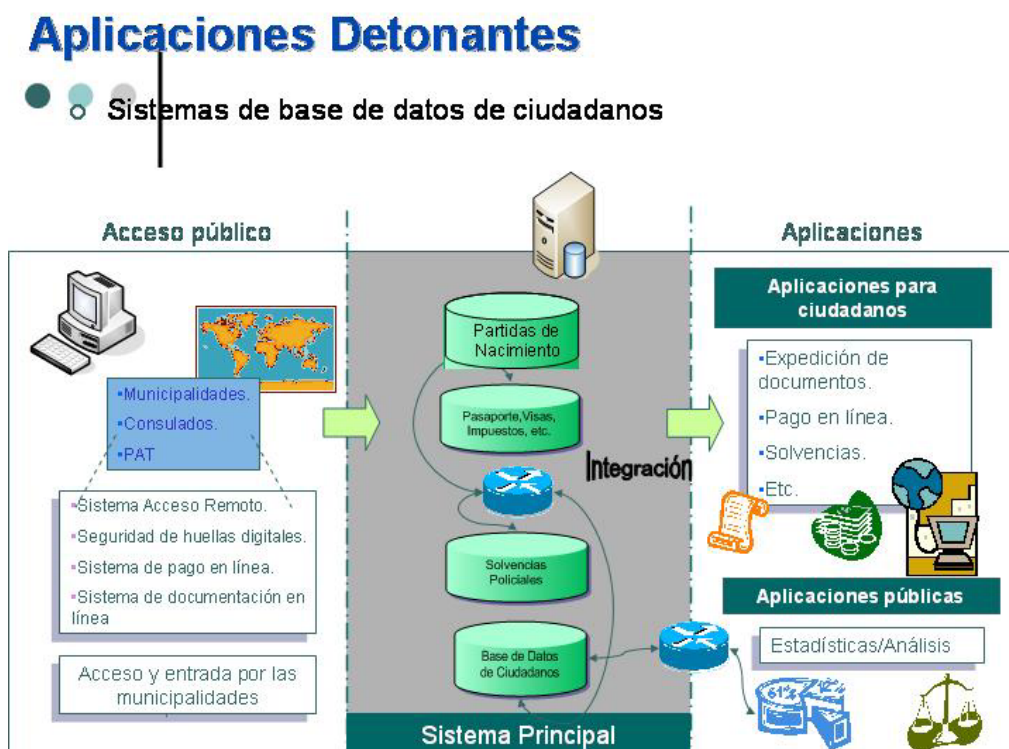 Aplicaciones Detonantes
Sistemas de base de datos de ciudadanos
Acceso público
Municipalidades.
Consulados.
PAT
Sistema Acceso Remoto.
Seguridad de huellas digitales.
Sistema de pago en línea.
Sistema de documentación en
línea
Acceso y entrada por las
municipalidades
Partidas de
Nacimiento
Pasaporte,Visas,
Impuestos, etc.
Integración
Solvencias
Policiales
Base de Datos
de Ciudadanos
Sistema Principal
Aplicaciones
Aplicaciones para
ciudadanos
Expedición de
documentos.
Pago en línea.
Solvencias.
Etc.
Aplicaciones públicas
Estadísticas/Análisis
61%
12%